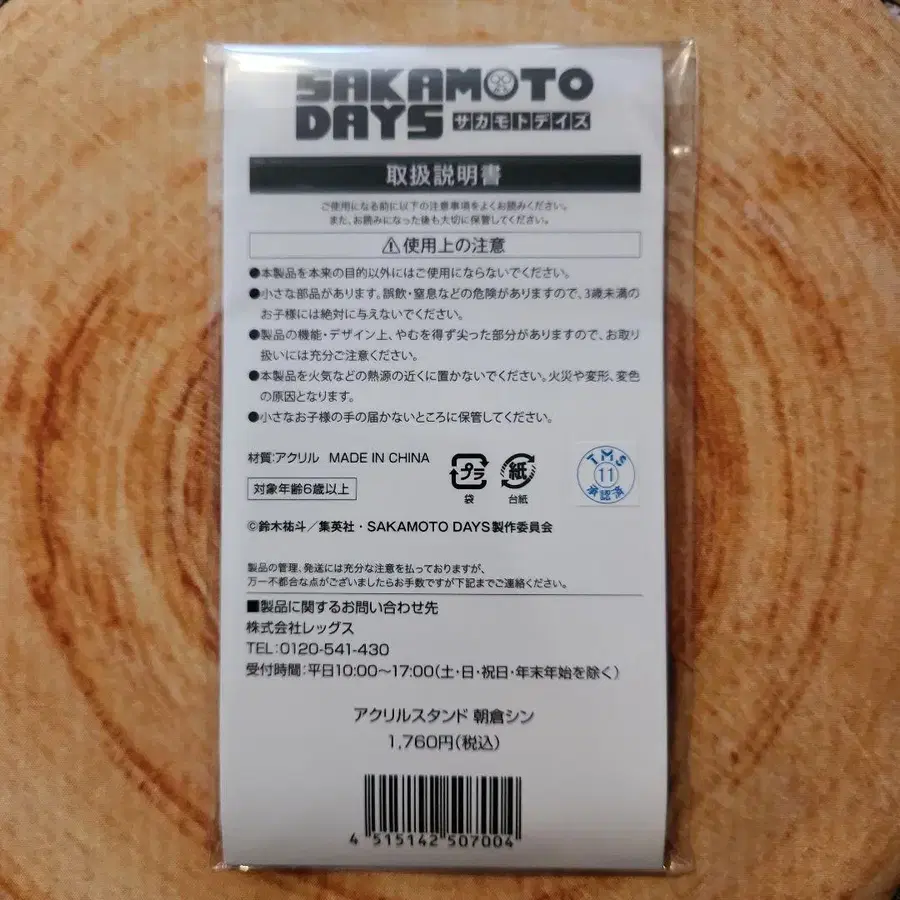 SAKAMOTO
DAYS サカモトデイズ
取扱説明書
ご使用になる前に以下の注意事項をよくお読みください。
また、お読みになった後も大切に保管してください。
⚠使用上の注意
●本製品を本来の目的以外にはご使用にならないでください。
●小さな部品があります。誤飲・窒息などの危険がありますので、3歳未満の
お子様には絶対に与えないでください。
●製品の機能・デザイン上、やむを得ず尖った部分がありますので、お取り
扱いには充分ご注意ください。
●本製品を火気などの熱源の近くに置かないでください。火災や変形、変色
の原因となります。
●小さなお子様の手の届かないところに保管してください。
材質:アクリル MADE IN CHINA
対象年齢6歳以上
プラ
袋
紙
台紙
TMS
11
承認済
©鈴木祐斗/集英社・SAKAMOTO DAYS製作委員会
製品の管理、発送には充分な注意を払っておりますが、
万一不都合な点がございましたらお手数ですが下記までご連絡ください。
■製品に関するお問い合わせ先
株式会社レッグス
TEL:0120-541-430
受付時間:平日10:00〜17:00(土・日・祝日・年末年始を除く)
アクリルスタンド 朝倉シン
1,760円(税込)
4 515142 507004